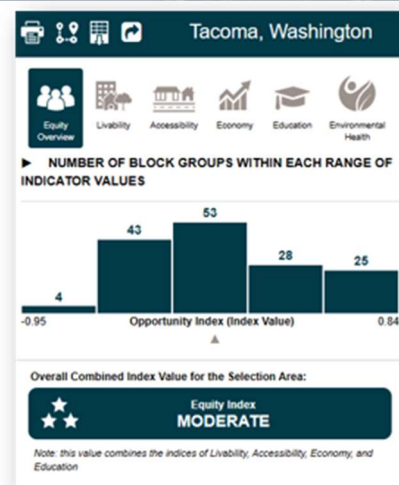 Tacoma, Washington
Equity
Overview
Livability
Accessibility
Economy
Education
Environmental
Health
► NUMBER OF BLOCK GROUPS WITHIN EACH RANGE OF
INDICATOR VALUES
4
43
53
28
25
-0.95
Opportunity Index (Index Value)
0.84
Overall Combined Index Value for the Selection Area:
Equity Index
MODERATE
Note: this value combines the indices of Livability, Accessibility, Economy, and
Education